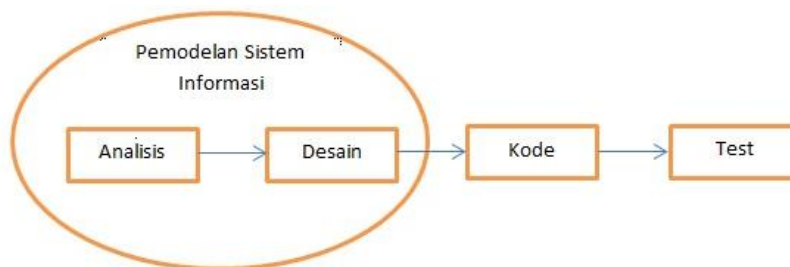 Pemodelan Sistem
Informasi
Analisis
Desain
Kode
Test